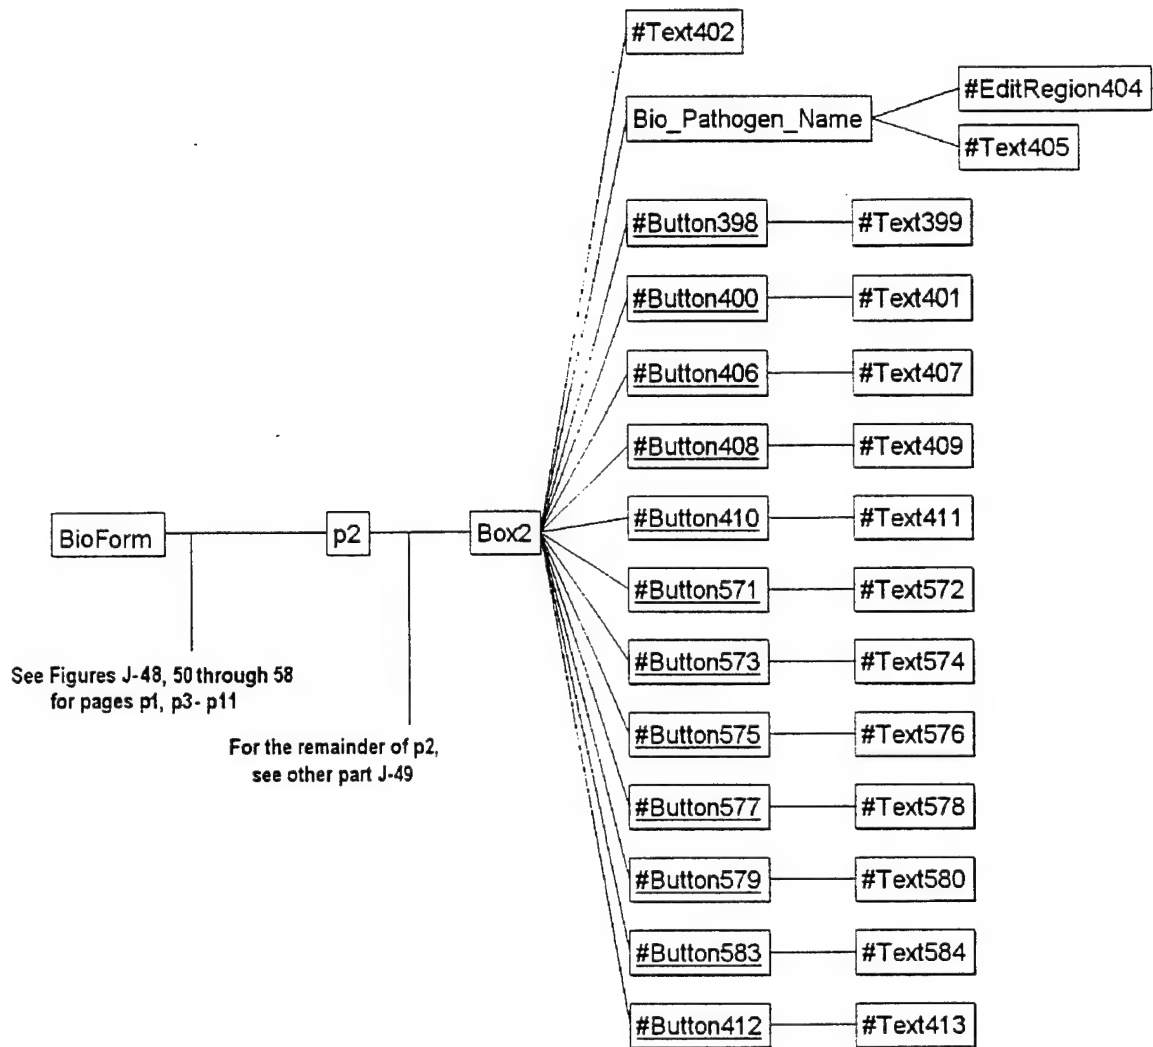 #Text402
Bio_Pathogen_Name
#EditRegion404
#Text405
#Button398 #Text399
#Button400 #Text401
#Button406 #Text407
#Button408 #Text409
#Button410 #Text411
BioForm p2 Box2
#Button571 #Text572
#Button573 #Text574
See Figures J-48, 50 through 58
for pages p1, p3- p11
#Button575 #Text576
For the remainder of p2,
see other part J-49
#Button577 #Text578
#Button579 #Text580
#Button583 #Text584
#Button412 #Text413